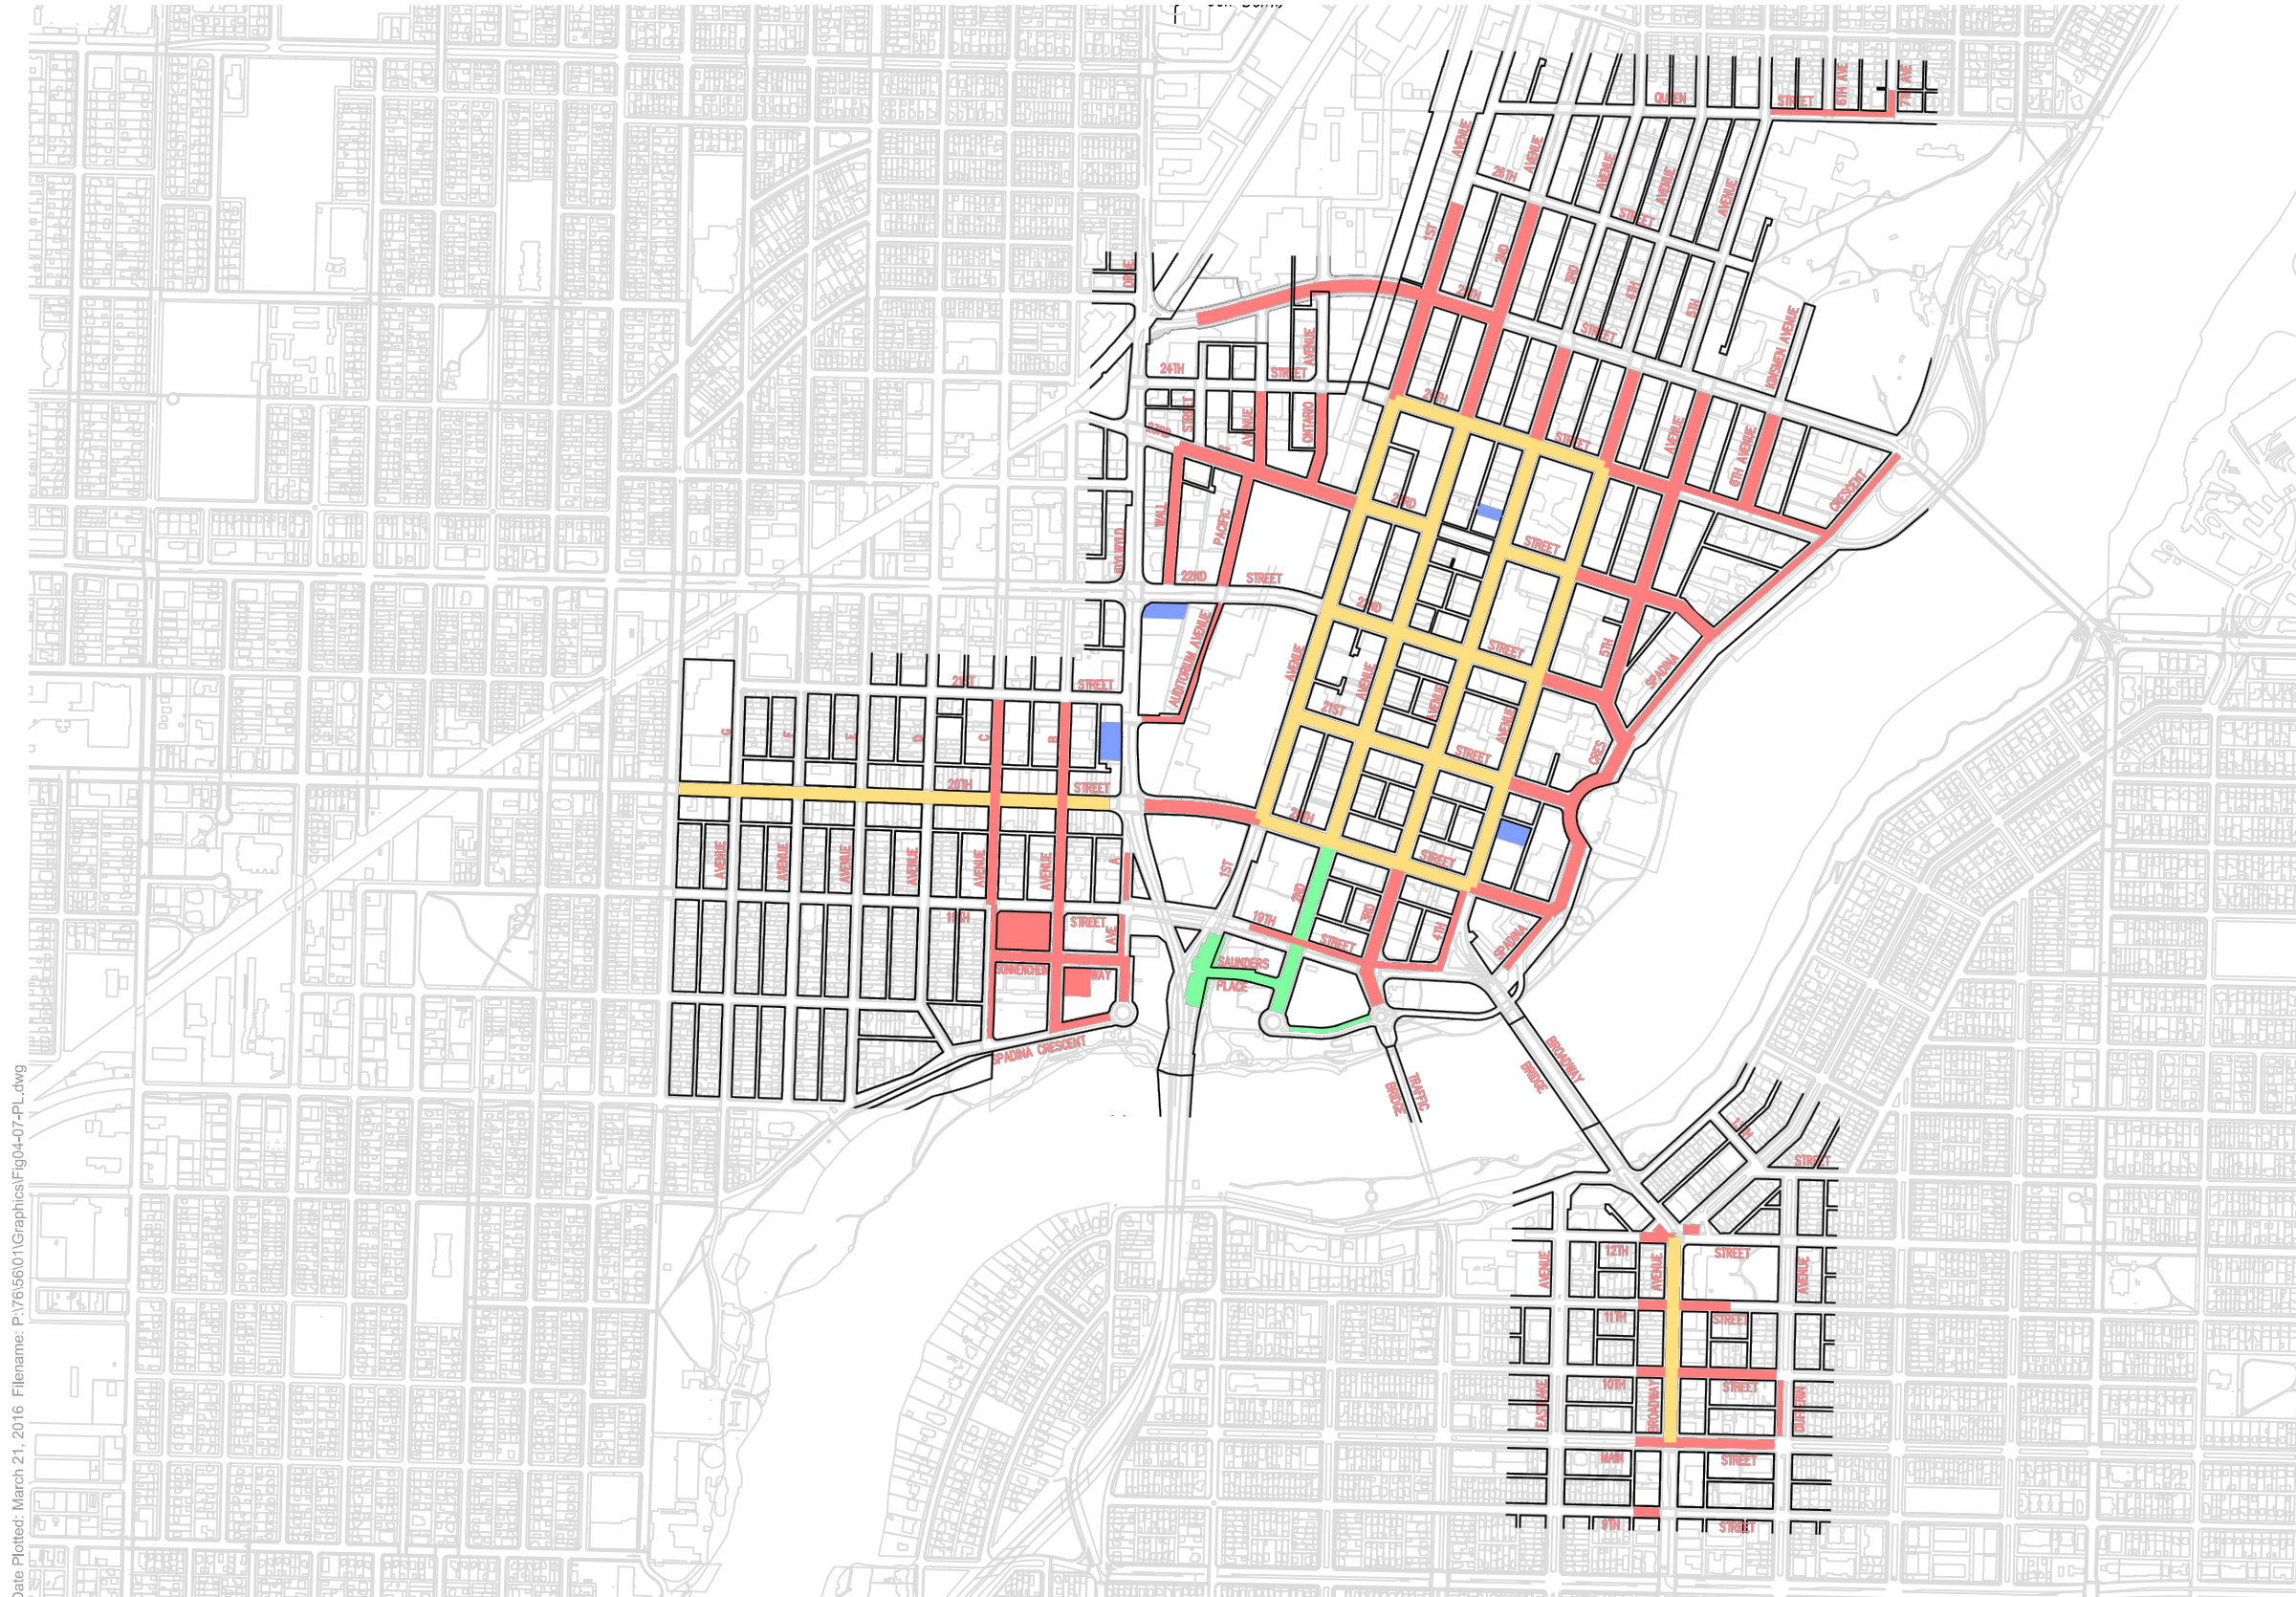 QUEEN
STREET
6TH AVE
7TH AVE
AVENUE
26TH
AVENUE
AVENUE
AVENUE
AVENUE
STREET
1ST
2ND
3RD
4TH
5TH
25TH
STREET
KINSMEN AVENUE
24TH
STREET
AVENUE
23RD
STREET
AVENUE
ONTARIO
24TH
STREET
AVENUE
6TH AVENUE
CRESCENT
IDYLWYLD
WALL
PACIFIC
23RD
STREET
22ND
STREET
22ND
STREET
AUDITORIUM AVENUE
AVENUE
AVENUE
AVENUE
AVENUE
5TH
SPADINA
21ST
STREET
21ST
STREET
CRES
G
F
E
D
C
B
20TH
STREET
20TH
STREET
AVENUE
AVENUE
AVENUE
AVENUE
AVENUE
AVENUE
A
1ST
2ND
3RD
4TH
19TH
STREET
AVE
19TH
STREET
SPADINA
SONNENSCHEIN
WAY
SAUNDERS
PLACE
SPADINA CRESCENT
TRAFFIC
BRIDGE
BROADWAY
BRIDGE
STREET
12TH
STREET
AVENUE
AVENUE
AVENUE
11TH
STREET
10TH
STREET
EASTLAKE
BROADWAY
DUFFERIN
MAIN
STREET
9TH
STREET
Date Plotted: March 21, 2016 Filename: P:\76\56\01\Graphics\Fig04-07-PL.dwg